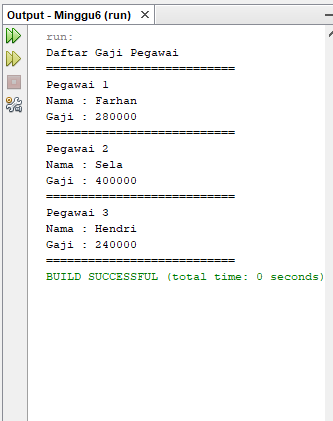 Output - Minggu6 (run)
run:
Daftar Gaji Pegawai
===========================
Pegawai 1
Nama : Farhan
Gaji : 280000
===========================
Pegawai 2
Nama : Sela
Gaji : 400000
===========================
Pegawai 3
Nama : Hendri
Gaji : 240000
===========================
BUILD SUCCESSFUL (total time: 0 seconds)